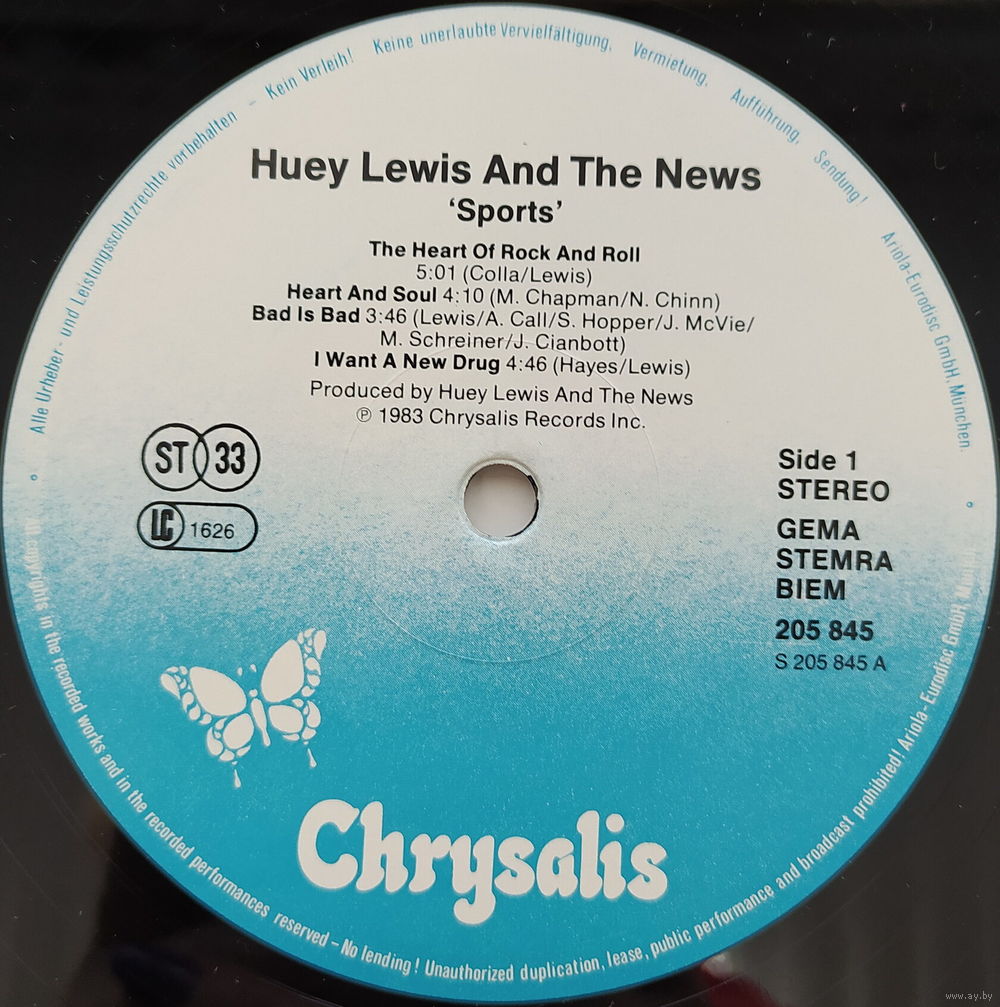 Alle Urheber- und Leistungsschutzrechte vorbehalten – Kein Verleih! Keine unerlaubte Vervielfältigung, Vermietung, Aufführung, Sendung! Ariola-Eurodisc GmbH, München.
Huey Lewis And The News
‘Sports’
The Heart Of Rock And Roll
5:01 (Colla/Lewis)
Heart And Soul 4:10 (M. Chapman/N. Chinn)
Bad Is Bad 3:46 (Lewis/A. Call/S. Hopper/J. McVie/
M. Schreiner/J. Cianbott)
I Want A New Drug 4:46 (Hayes/Lewis)
Produced by Huey Lewis And The News
℗ 1983 Chrysalis Records Inc.
ST 33
LC 1626
Side 1
STEREO
GEMA
STEMRA
BIEM
205 845
S 205 845 A
Chrysalis
All copyrights in the recorded works and in the recorded performances reserved – No lending! Unauthorized duplication, lease, public performance and broadcast prohibited! Ariola-Eurodisc GmbH, Munich
www.ay.by